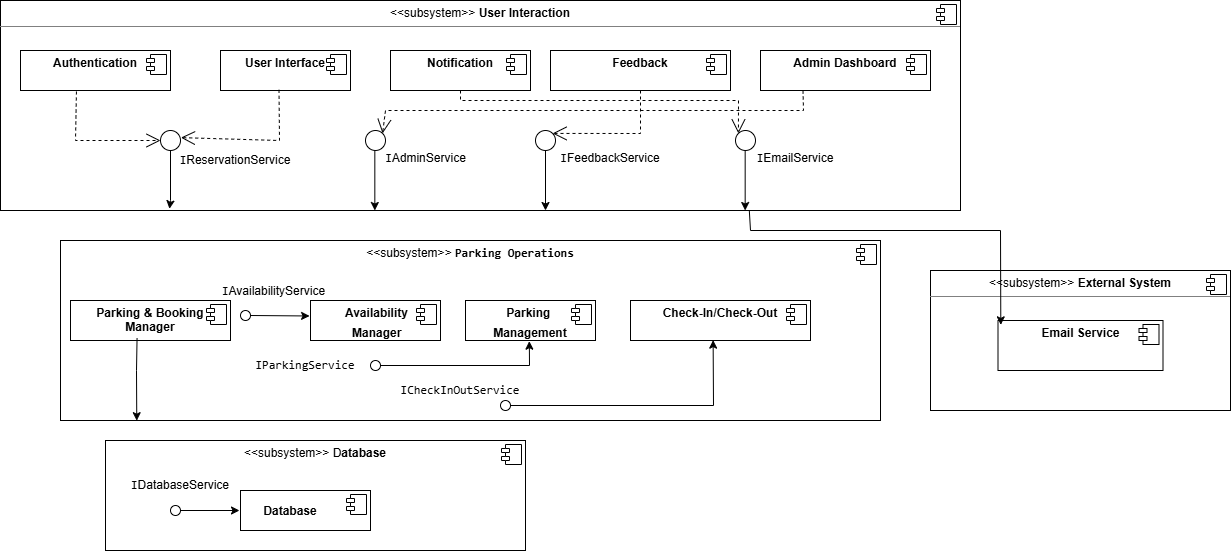 <<subsystem>> User Interaction
Authentication
User Interface
Notification
Feedback
Admin Dashboard
IReservationService
IAdminService
IFeedbackService
IEmailService
<<subsystem>> Parking Operations
IAvailabilityService
Parking & Booking
Manager
Availability
Manager
Parking
Management
Check-In/Check-Out
IParkingService
ICheckInOutService
<<subsystem>> External System
Email Service
<<subsystem>> Database
IDatabaseService
Database